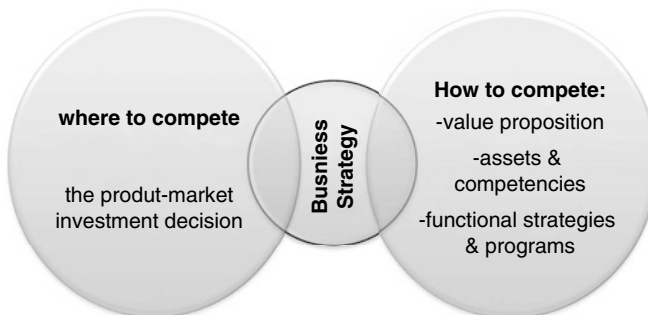 where to compete
the produt-market
investment decision
Busniess
Strategy
How to compete:
-value proposition
-assets &
competencies
-functional strategies
& programs